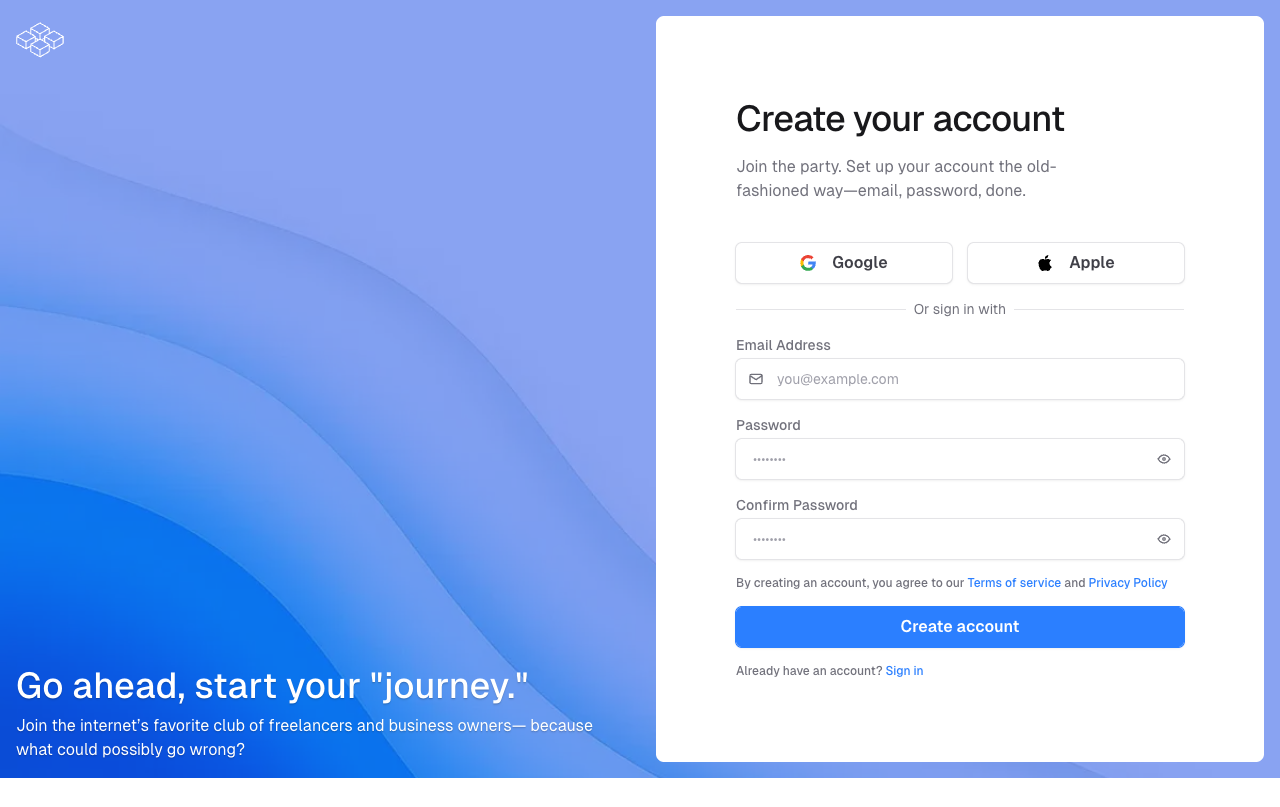 Create your account
Join the party. Set up your account the old-
fashioned way—email, password, done.
Google
Apple
Or sign in with
Email Address
you@example.com
Password
••••••••
Confirm Password
••••••••
By creating an account, you agree to our Terms of service and Privacy Policy
Create account
Already have an account? Sign in
Go ahead, start your "journey."
Join the internet’s favorite club of freelancers and business owners— because
what could possibly go wrong?